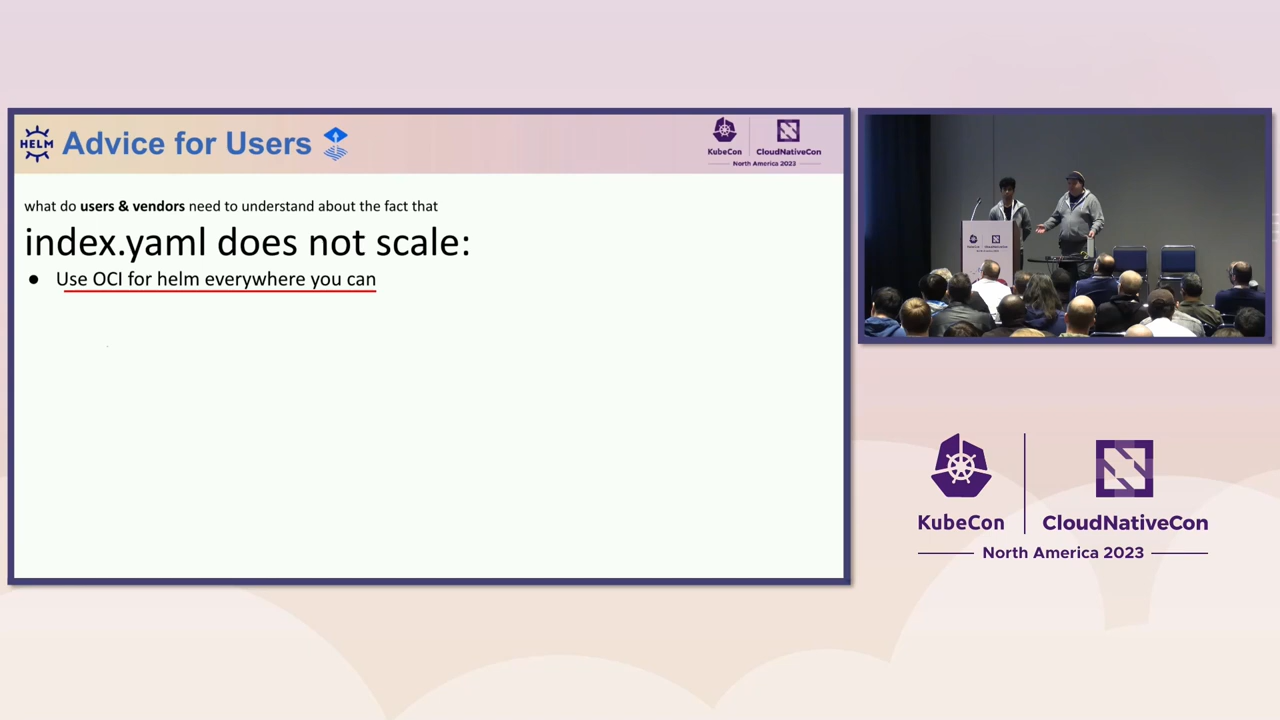 HELM
Advice for Users
KubeCon
CloudNativeCon
North America 2023
what do users & vendors need to understand about the fact that
index.yaml does not scale:
● Use OCI for helm everywhere you can
KubeCon
CloudNativeCon
North America 2023